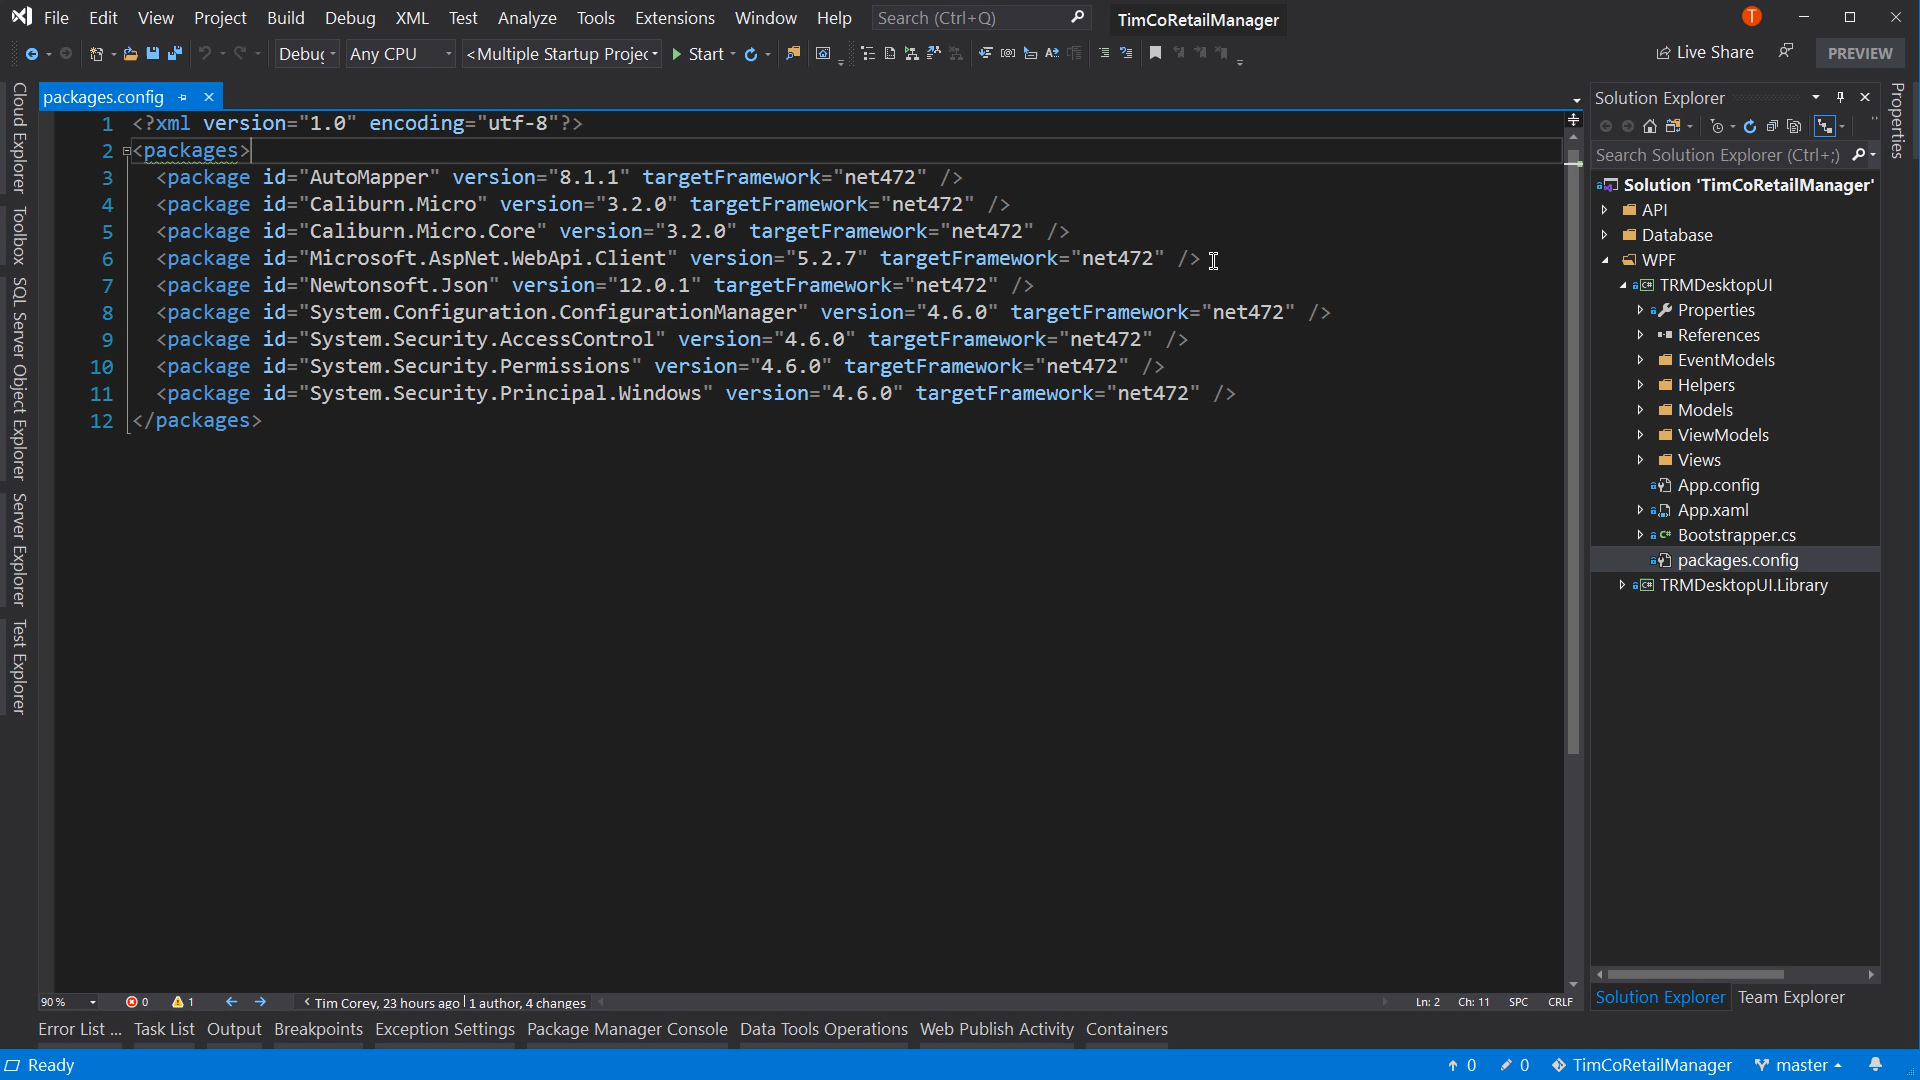 File Edit View Project Build Debug XML Test Analyze Tools Extensions Window Help Search (Ctrl+Q) TimCoRetailManager T
Debug Any CPU <Multiple Startup Projec Start Live Share PREVIEW
packages.config
1 <?xml version="1.0" encoding="utf-8"?>
2 <packages>
3 <package id="AutoMapper" version="8.1.1" targetFramework="net472" />
4 <package id="Caliburn.Micro" version="3.2.0" targetFramework="net472" />
5 <package id="Caliburn.Micro.Core" version="3.2.0" targetFramework="net472" />
6 <package id="Microsoft.AspNet.WebApi.Client" version="5.2.7" targetFramework="net472" />
7 <package id="Newtonsoft.Json" version="12.0.1" targetFramework="net472" />
8 <package id="System.Configuration.ConfigurationManager" version="4.6.0" targetFramework="net472" />
9 <package id="System.Security.AccessControl" version="4.6.0" targetFramework="net472" />
10 <package id="System.Security.Permissions" version="4.6.0" targetFramework="net472" />
11 <package id="System.Security.Principal.Windows" version="4.6.0" targetFramework="net472" />
12 </packages>
Cloud Explorer
Toolbox
SQL Server Object Explorer
Server Explorer
Test Explorer
Solution Explorer
Search Solution Explorer (Ctrl+;)
Solution 'TimCoRetailManager'
API
Database
WPF
TRMDesktopUI
Properties
References
EventModels
Helpers
Models
ViewModels
Views
App.config
App.xaml
Bootstrapper.cs
packages.config
TRMDesktopUI.Library
Properties
90 % 0 1 Tim Corey, 23 hours ago | 1 author, 4 changes Ln: 2 Ch: 11 SPC CRLF
Solution Explorer Team Explorer
Error List ... Task List Output Breakpoints Exception Settings Package Manager Console Data Tools Operations Web Publish Activity Containers
Ready 0 0 TimCoRetailManager master